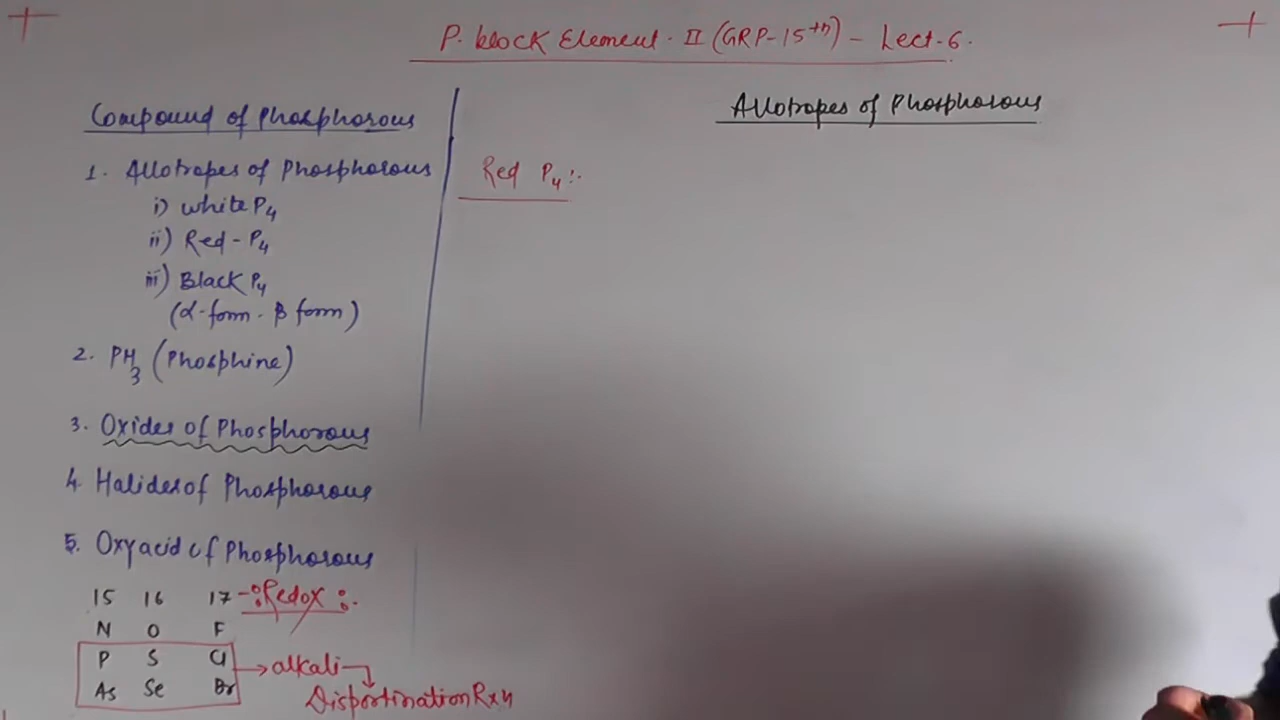 P. block Element. II (GRP-15th) - Lect.6.
Compound of Phosphorous
1. Allotropes of Phosphorous
i) white P4
ii) Red - P4
iii) Black P4
(α-form - β form)
2. PH3 (Phosphine)
3. Oxides of Phosphorous
4. Halides of Phosphorous
5. Oxyacid of Phosphorous
15 16 17 -:Redox:-
N O F
P S Cl → alkali
As Se Br DisportinationRxn
Allotropes of Phosphorous
Red P4:-